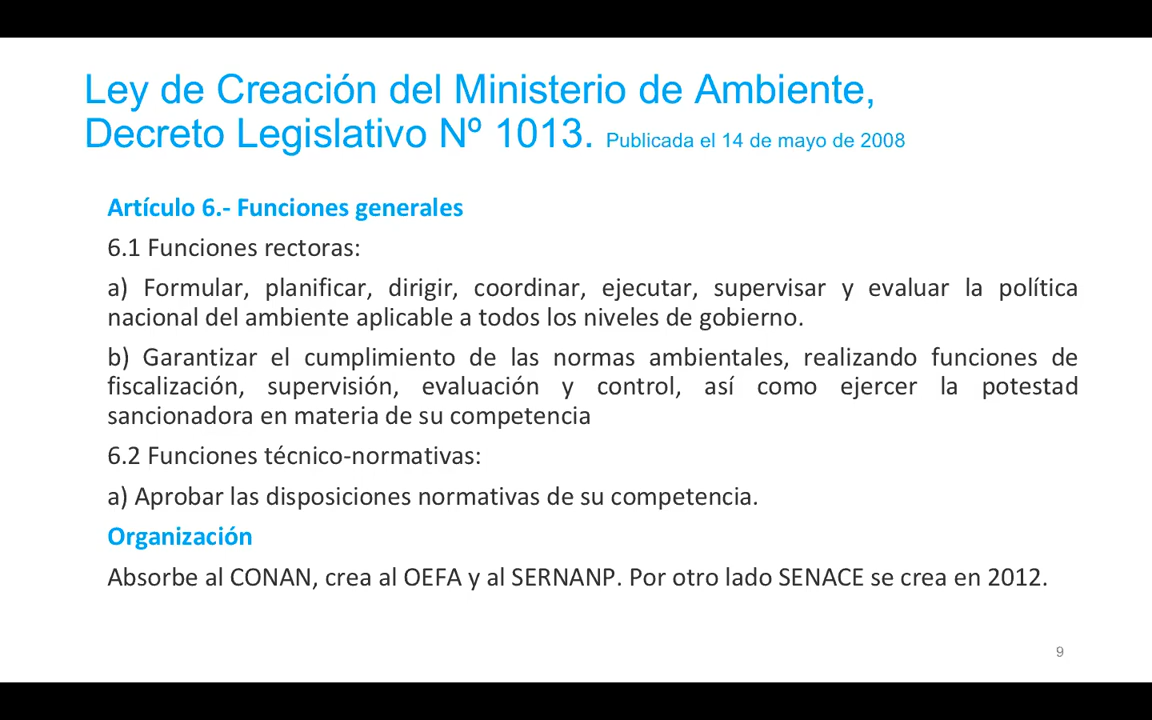 Ley de Creación del Ministerio de Ambiente,
Decreto Legislativo Nº 1013. Publicada el 14 de mayo de 2008
Artículo 6.- Funciones generales
6.1 Funciones rectoras:
a) Formular, planificar, dirigir, coordinar, ejecutar, supervisar y evaluar la política
nacional del ambiente aplicable a todos los niveles de gobierno.
b) Garantizar el cumplimiento de las normas ambientales, realizando funciones de
fiscalización, supervisión, evaluación y control, así como ejercer la potestad
sancionadora en materia de su competencia
6.2 Funciones técnico-normativas:
a) Aprobar las disposiciones normativas de su competencia.
Organización
Absorbe al CONAN, crea al OEFA y al SERNANP. Por otro lado SENACE se crea en 2012.
9